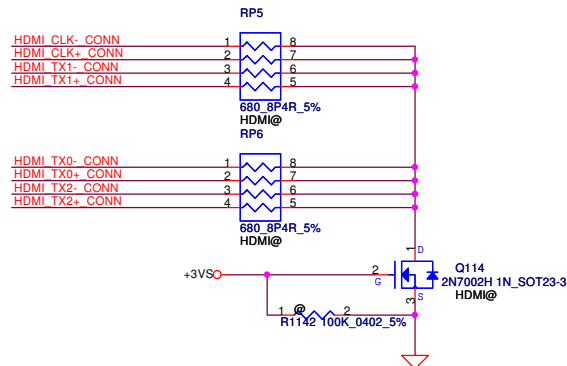 RP5
HDMI_CLK-_CONN 1 8
HDMI_CLK+_CONN 2 7
HDMI_TX1-_CONN 3 6
HDMI_TX1+_CONN 4 5
680_8P4R_5%
HDMI@
RP6
HDMI_TX0-_CONN 1 8
HDMI_TX0+_CONN 2 7
HDMI_TX2-_CONN 3 6
HDMI_TX2+_CONN 4 5
680_8P4R_5%
HDMI@
1 D
+3VS 2 G
Q114
2N7002H 1N_SOT23-3
HDMI@
3 S
1 @ 2
R1142 100K_0402_5%